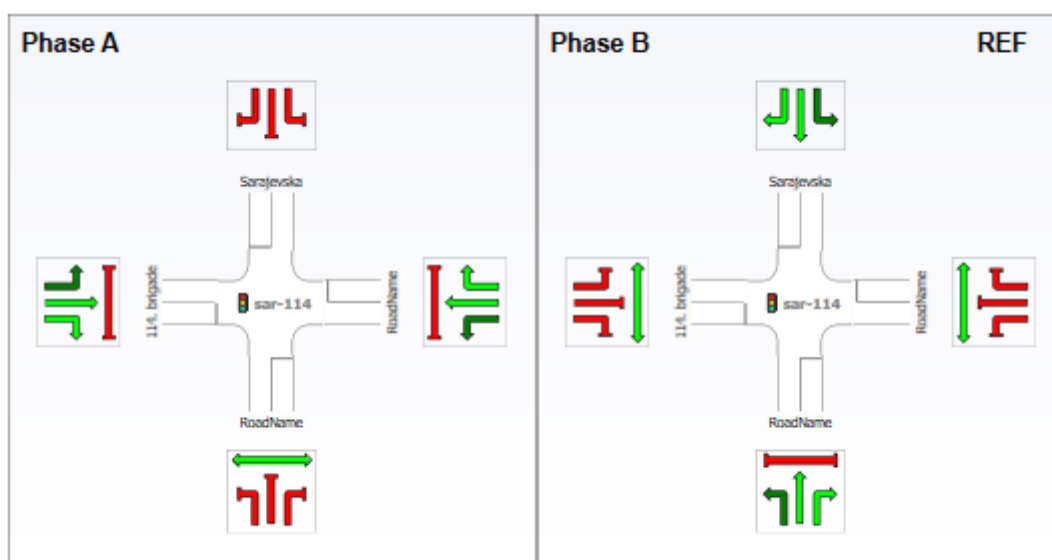 Phase A
Sarajevska
114. brigade
sar-114
RoadName
RoadName
Phase B
REF
Sarajevska
114. brigade
sar-114
RoadName
RoadName